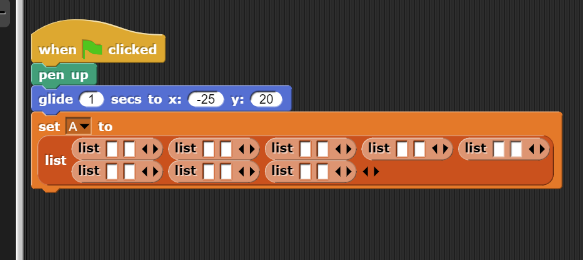 when clicked
pen up
glide 1 secs to x: -25 y: 20
set A to
list list list list list
list
list list list